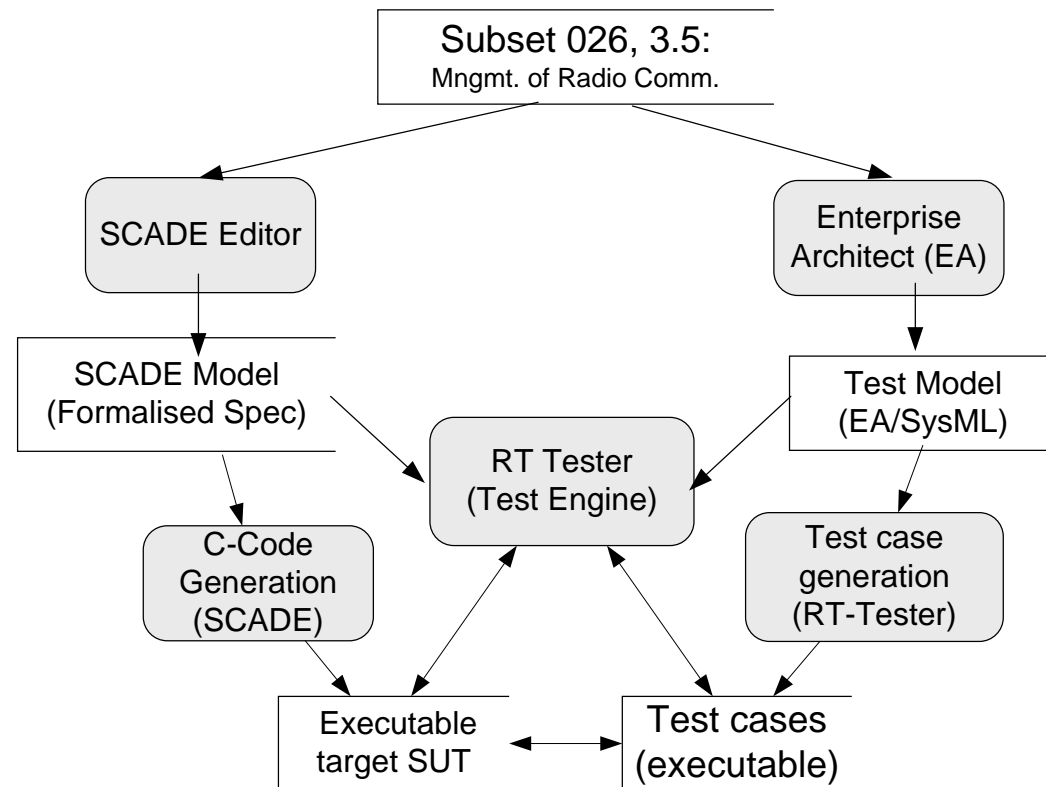 Subset 026, 3.5:
Mngmt. of Radio Comm.
SCADE Editor
Enterprise
Architect (EA)
SCADE Model
(Formalised Spec)
Test Model
(EA/SysML)
RT Tester
(Test Engine)
C-Code
Generation
(SCADE)
Test case
generation
(RT-Tester)
Executable
target SUT
Test cases
(executable)